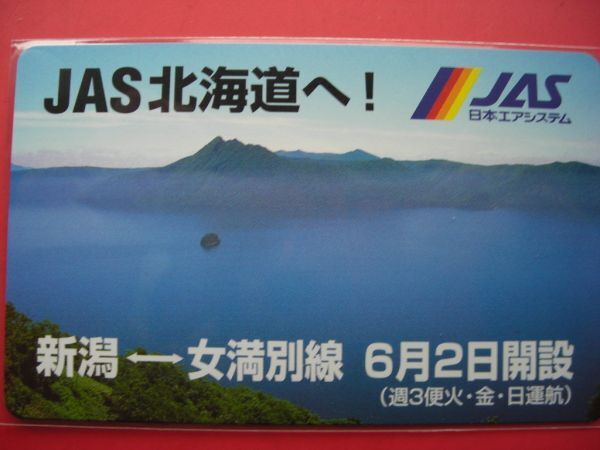 JAS北海道へ！
JAS
日本エアシステム
新潟⟷女満別線 6月2日開設
(週3便火・金・日運航)